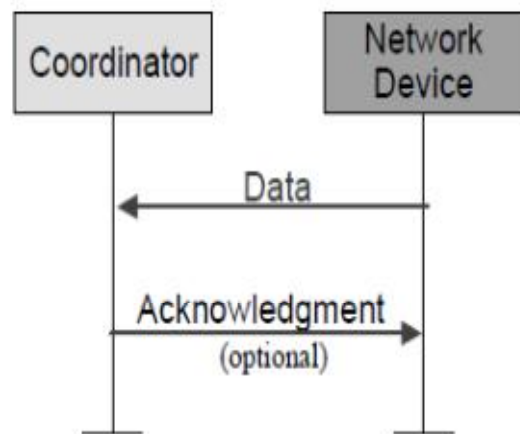 Coordinator
Network
Device
Data
Acknowledgment
(optional)